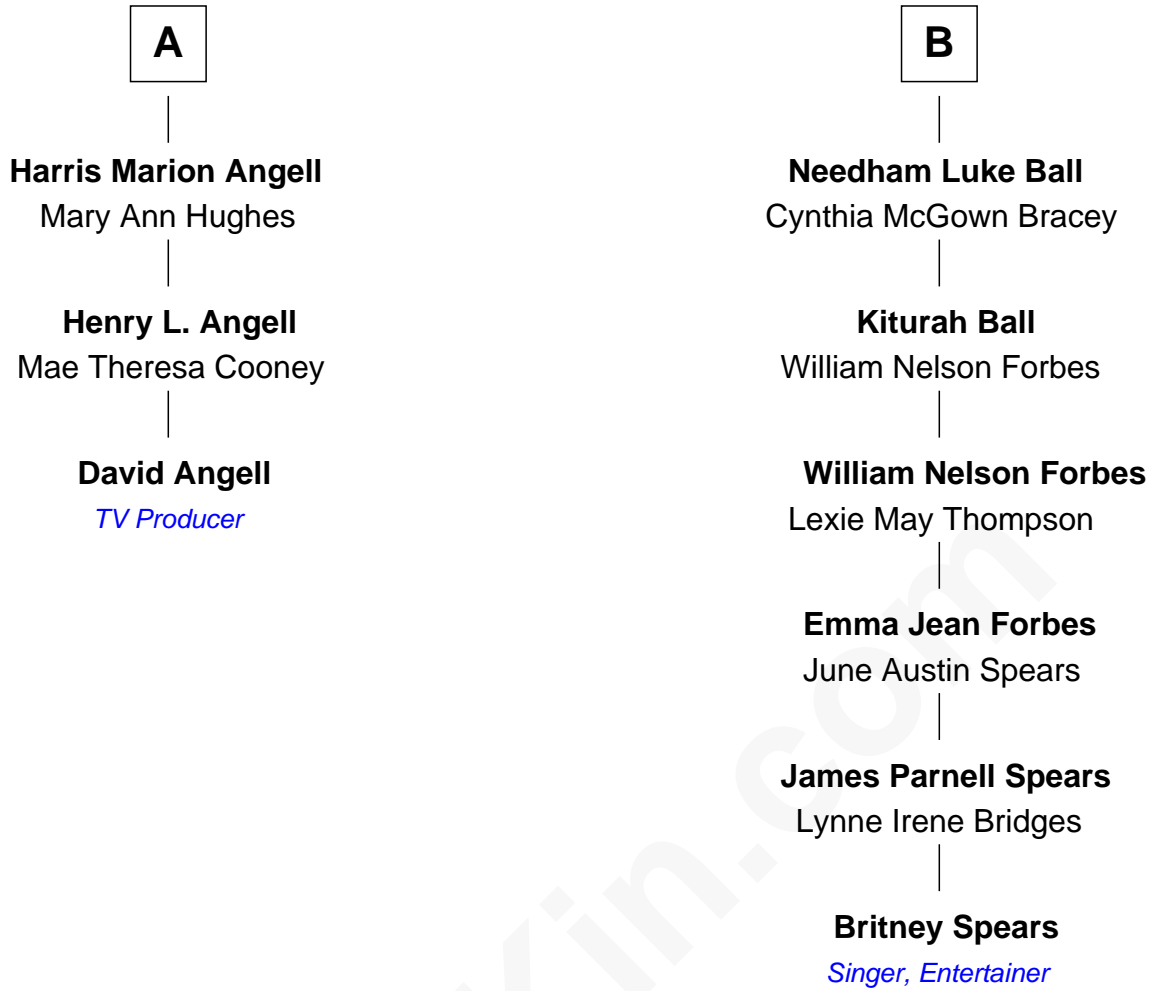 A
Harris Marion Angell
Mary Ann Hughes
Henry L. Angell
Mae Theresa Cooney
David Angell
TV Producer
B
Needham Luke Ball
Cynthia McGown Bracey
Kiturah Ball
William Nelson Forbes
William Nelson Forbes
Lexie May Thompson
Emma Jean Forbes
June Austin Spears
James Parnell Spears
Lynne Irene Bridges
Britney Spears
Singer, Entertainer
Kin.com